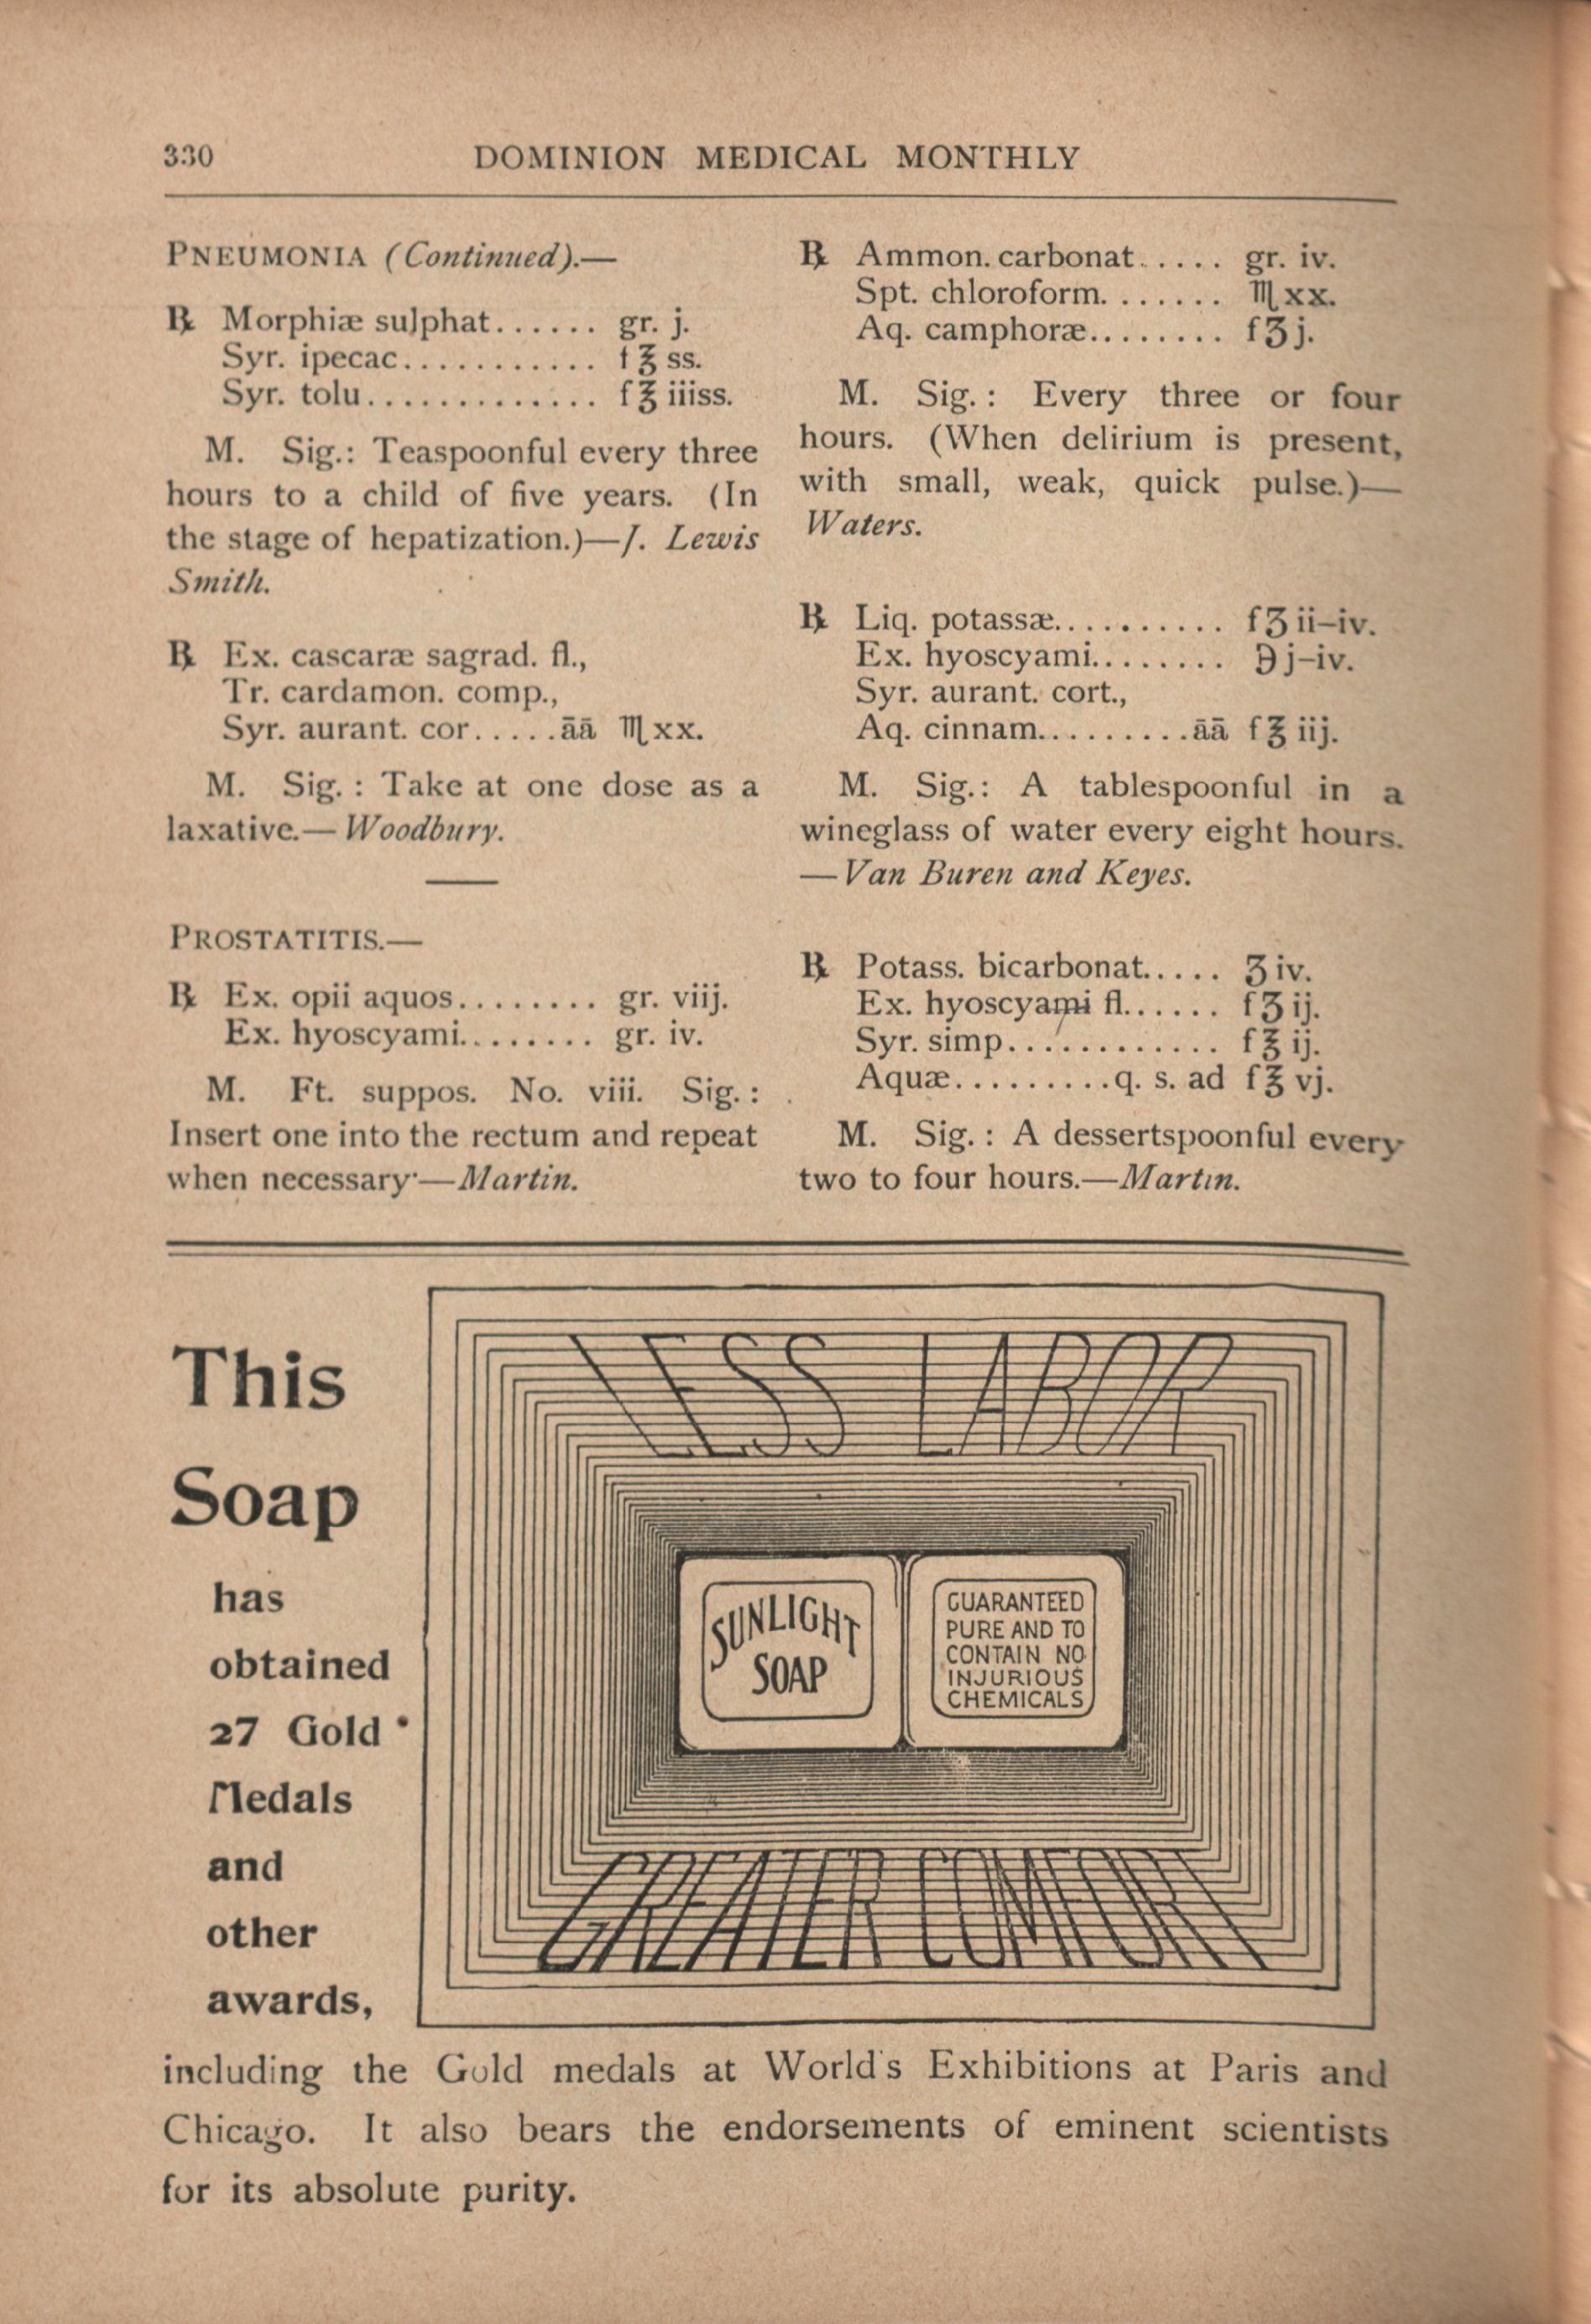 330 DOMINION MEDICAL MONTHLY
PNEUMONIA (Continued).—
℞ Morphiæ sulphat...... gr. j.
Syr. ipecac........... f ℥ ss.
Syr. tolu............. f ℥ iiiss.
M. Sig.: Teaspoonful every three
hours to a child of five years. (In
the stage of hepatization.)—J. Lewis
Smith.
℞ Ex. cascaræ sagrad. fl.,
Tr. cardamon. comp.,
Syr. aurant. cor.....āā ♏xx.
M. Sig. : Take at one dose as a
laxative.—Woodbury.
PROSTATITIS.—
℞ Ex. opii aquos........ gr. viij.
Ex. hyoscyami........ gr. iv.
M. Ft. suppos. No. viii. Sig. :
Insert one into the rectum and repeat
when necessary·—Martin.
℞ Ammon. carbonat..... gr. iv.
Spt. chloroform. ...... ♏xx.
Aq. camphoræ........ fʒj.
M. Sig. : Every three or four
hours. (When delirium is present,
with small, weak, quick pulse.)—
Waters.
℞ Liq. potassæ.......... fʒii–iv.
Ex. hyoscyami........ ℈j–iv.
Syr. aurant. cort.,
Aq. cinnam.........āā f℥iij.
M. Sig.: A tablespoonful in a
wineglass of water every eight hours.
—Van Buren and Keyes.
℞ Potass. bicarbonat..... ʒiv.
Ex. hyoscyami fl...... fʒij.
Syr. simp............ f℥ij.
Aquæ.........q. s. ad f℥vj.
M. Sig. : A dessertspoonful every
two to four hours.—Martin.
This
Soap
has
obtained
27 Gold
Medals
and
other
awards,
LESS LABOR
SUNLIGHT
SOAP
GUARANTEED
PURE AND TO
CONTAIN NO
INJURIOUS
CHEMICALS
GREATER COMFORT
including the Gold medals at World's Exhibitions at Paris and
Chicago. It also bears the endorsements of eminent scientists
for its absolute purity.